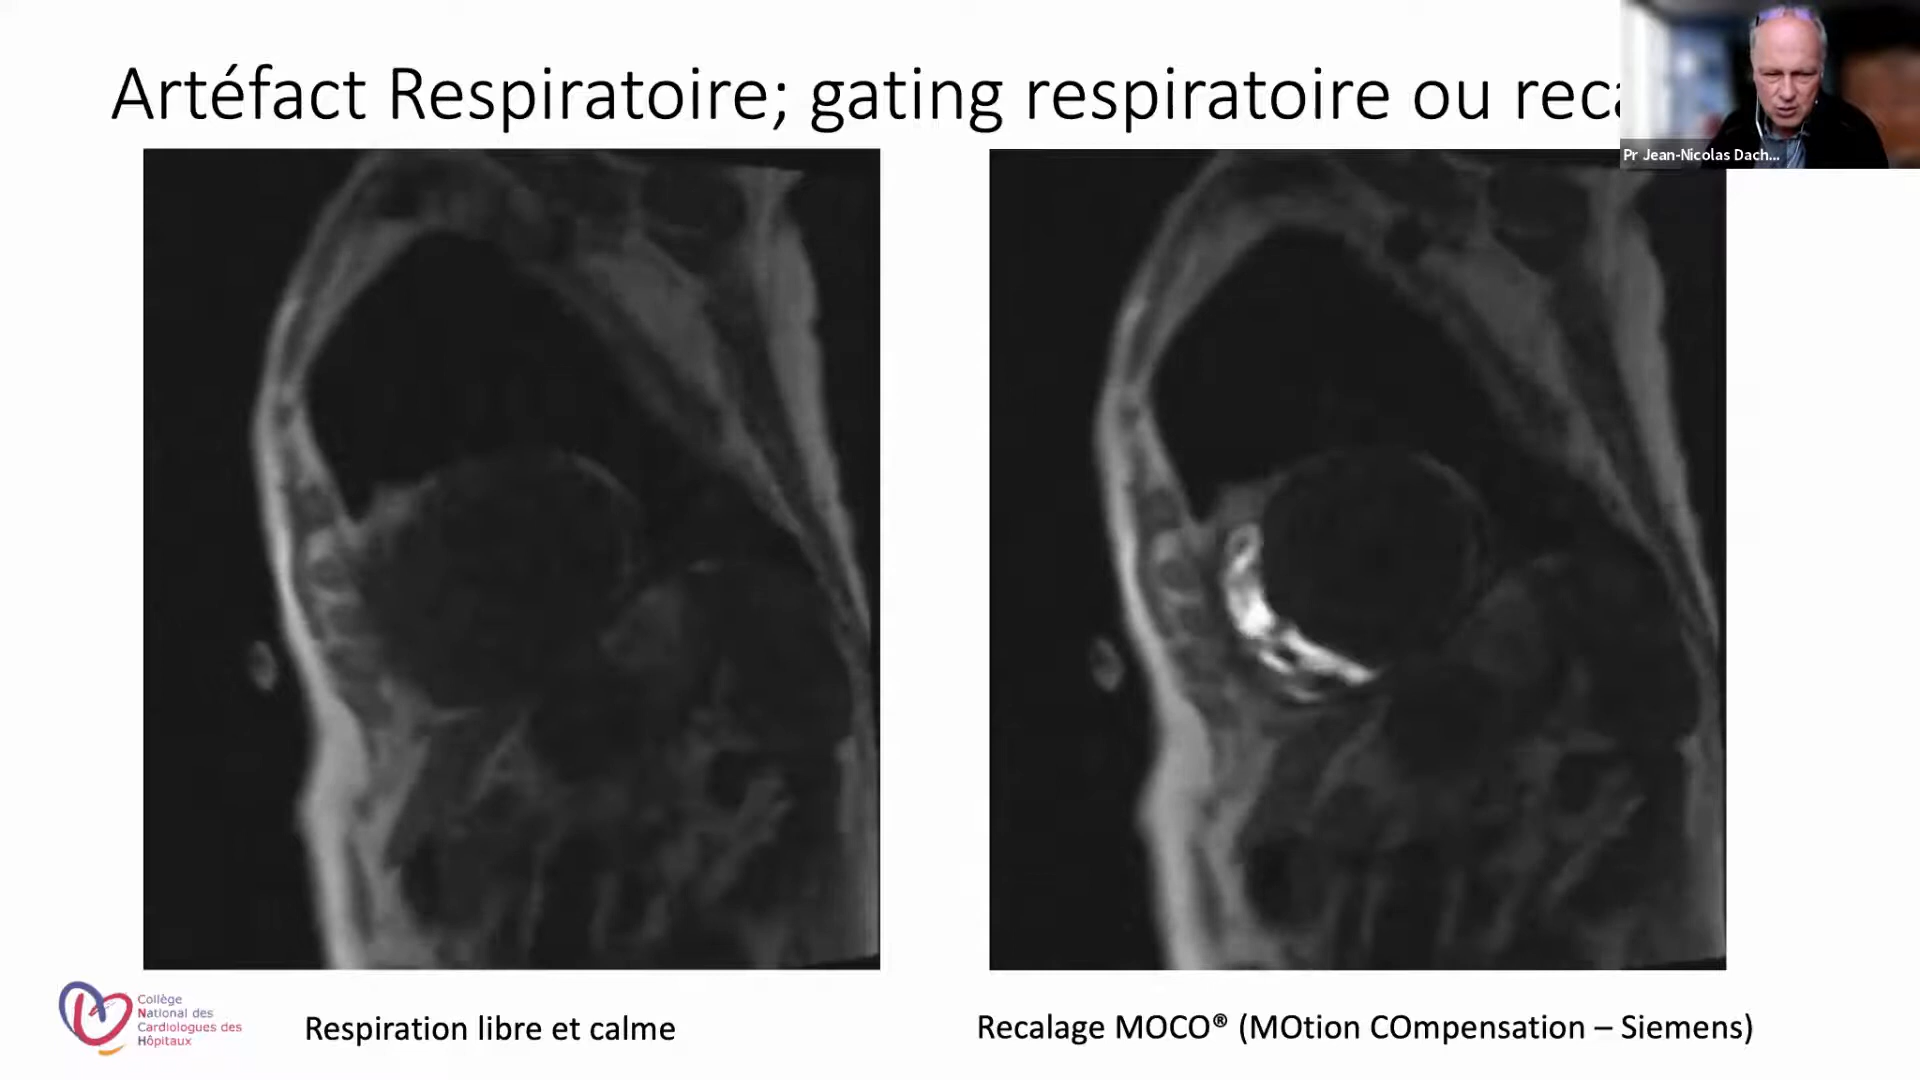 Artéfact Respiratoire; gating respiratoire ou
Pr Jean-Nicolas Dach...
Collège
National des
Cardiologues des
Hôpitaux
Respiration libre et calme
Recalage MOCO® (MOtion COmpensation – Siemens)